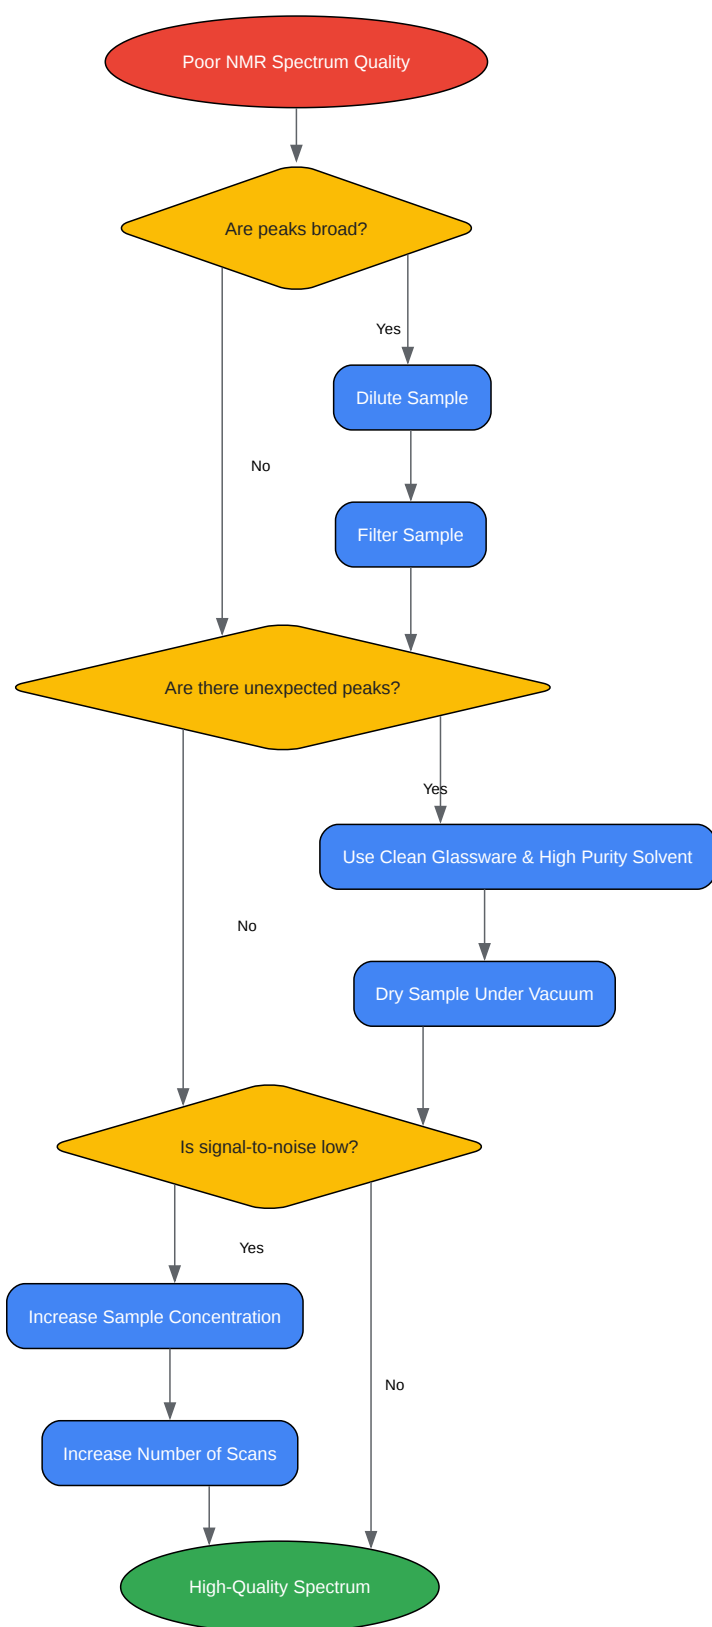 Poor NMR Spectrum Quality
Are peaks broad?
Yes
Dilute Sample
No
Filter Sample
Are there unexpected peaks?
Yes
Use Clean Glassware & High Purity Solvent
No
Dry Sample Under Vacuum
Is signal-to-noise low?
Yes
Increase Sample Concentration
No
Increase Number of Scans
High-Quality Spectrum